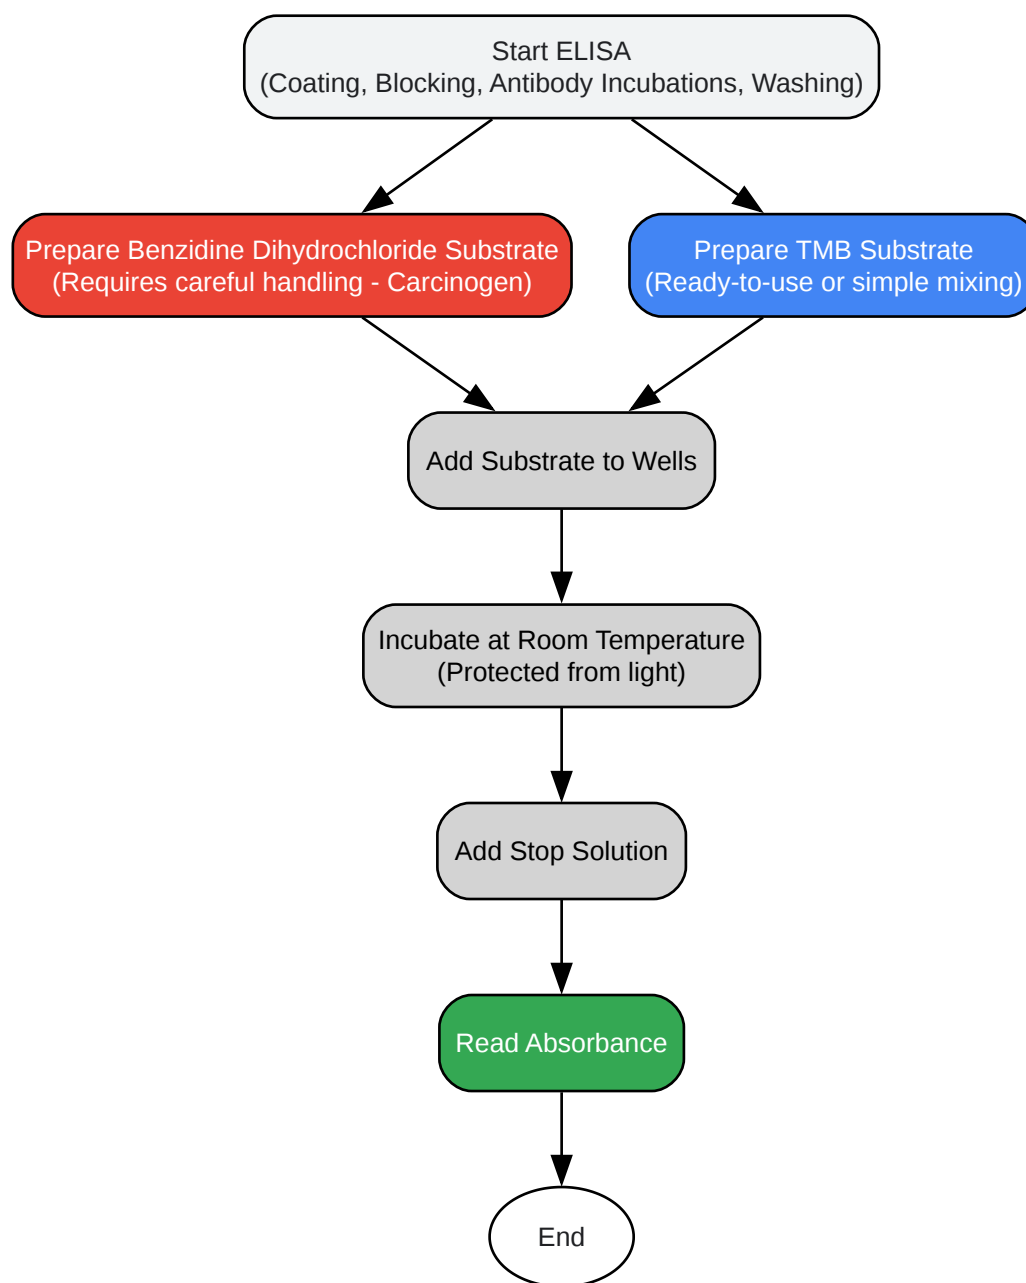 Start ELISA
(Coating, Blocking, Antibody Incubations, Washing)
Prepare Benzidine Dihydrochloride Substrate
(Requires careful handling - Carcinogen)
Prepare TMB Substrate
(Ready-to-use or simple mixing)
Add Substrate to Wells
Incubate at Room Temperature
(Protected from light)
Add Stop Solution
Read Absorbance
End